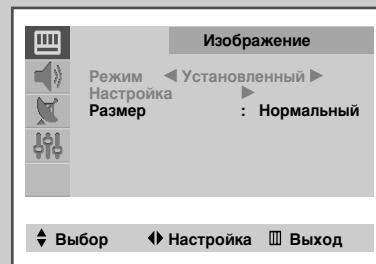 Изображение
Режим ◀ Установленный ▶
Настройка ▶
Размер : Нормальный
Выбор Настройка Выход